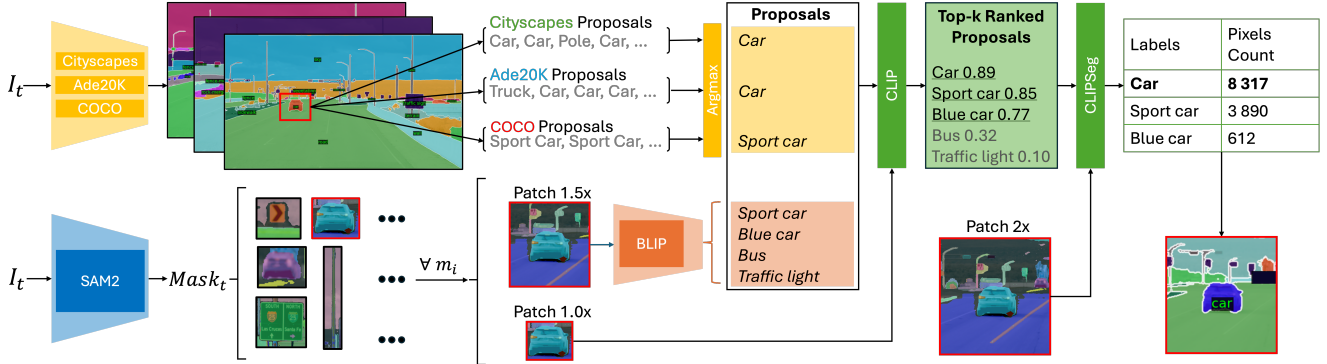 I_t
Cityscapes
Ade20K
COCO
Cityscapes Proposals
Car, Car, Pole, Car, ...
Ade20K Proposals
Truck, Car, Car, Car, ...
COCO Proposals
Sport Car, Sport Car, ...
Argmax
Proposals
Car
Car
Sport car
Sport car
Blue car
Bus
Traffic light
CLIP
Top-k Ranked
Proposals
Car 0.89
Sport car 0.85
Blue car 0.77
Bus 0.32
Traffic light 0.10
CLIPSeg
Labels
Pixels
Count
Car
8 317
Sport car
3 890
Blue car
612
I_t
SAM2
Mask_t
∀ m_i
Patch 1.5x
BLIP
Patch 1.0x
Patch 2x
car